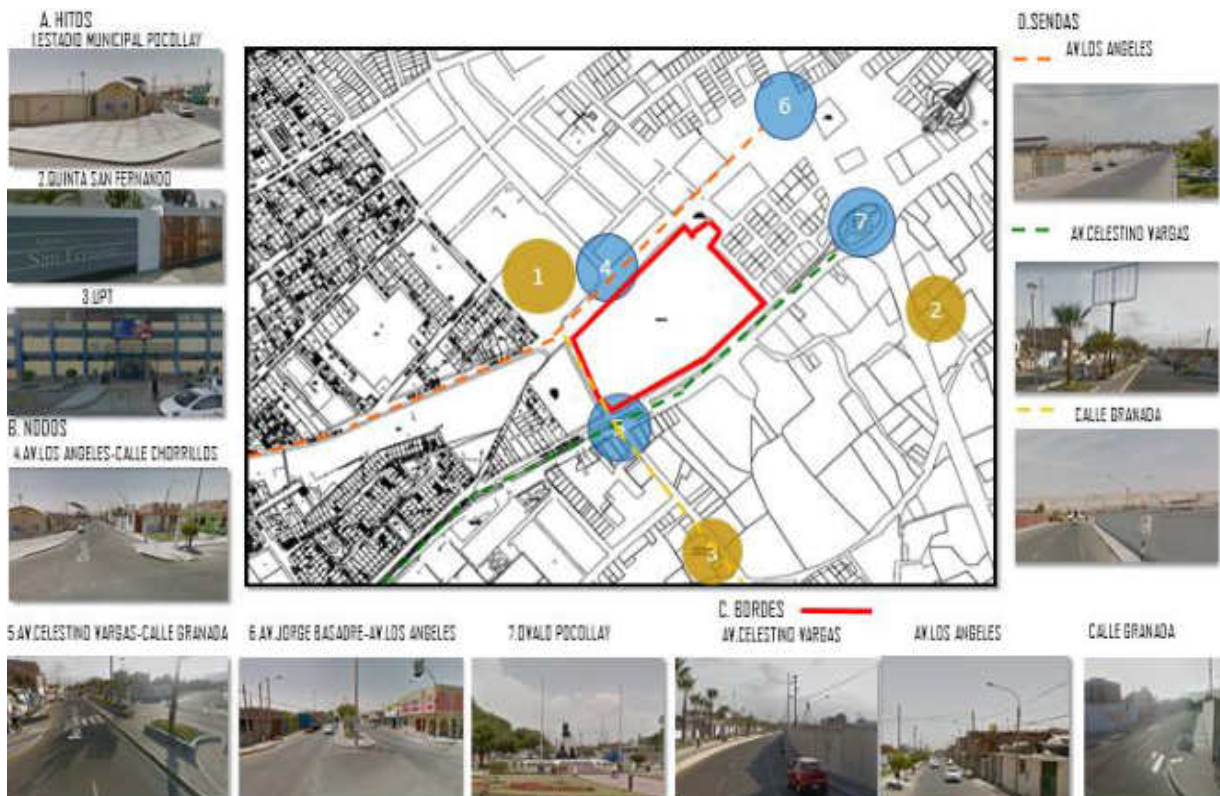 A. HITOS
1.ESTADIO MUNICIPAL POCOLLAY
2.QUINTA SAN FERNANDO
3.UPT
B. NODOS
4.AV.LOS ANGELES-CALLE CHORRILLOS
5.AV.CELESTINO VARGAS-CALLE GRANADA
6.AV.JORGE BASADRE-AV.LOS ANGELES
7.OVALO POCOLLAY
C. BORDES
AV.CELESTINO VARGAS
AV.LOS ANGELES
CALLE GRANADA
D.SENDAS
AV.LOS ANGELES
AV.CELESTINO VARGAS
CALLE GRANADA
1
2
3
4
5
6
7